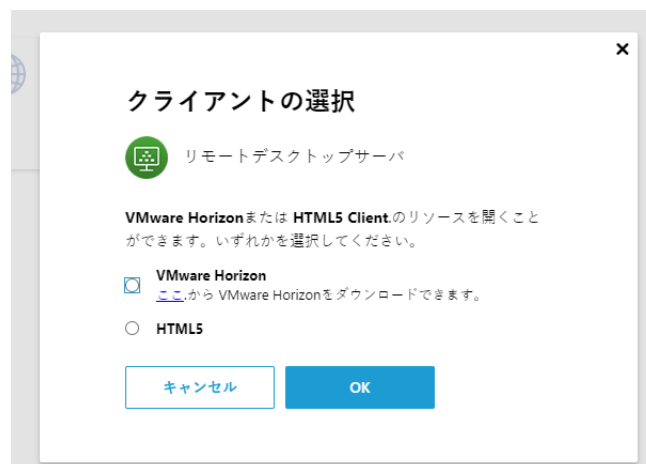 クライアントの選択
リモートデスクトップサーバ
VMware Horizonまたは HTML5 Client.のリソースを開くこと
ができます。いずれかを選択してください。
VMware Horizon
ここ.から VMware Horizonをダウンロードできます。
HTML5
キャンセル
OK